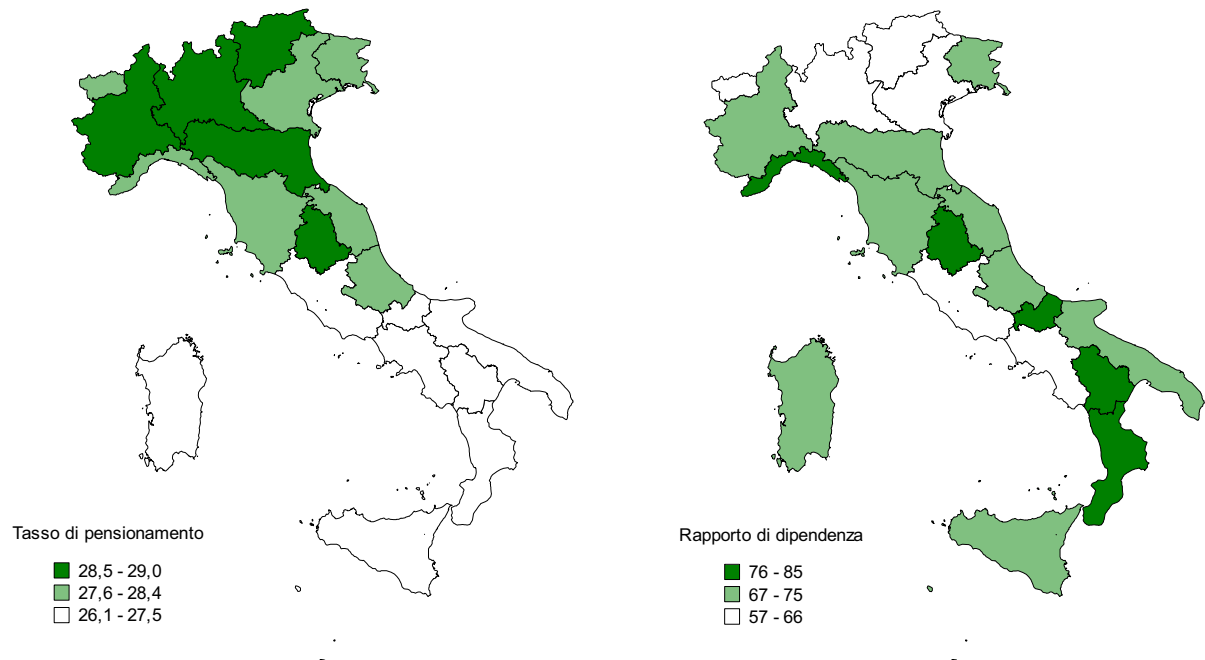 Tasso di pensionamento
28,5 - 29,0
27,6 - 28,4
26,1 - 27,5
Rapporto di dipendenza
76 - 85
67 - 75
57 - 66